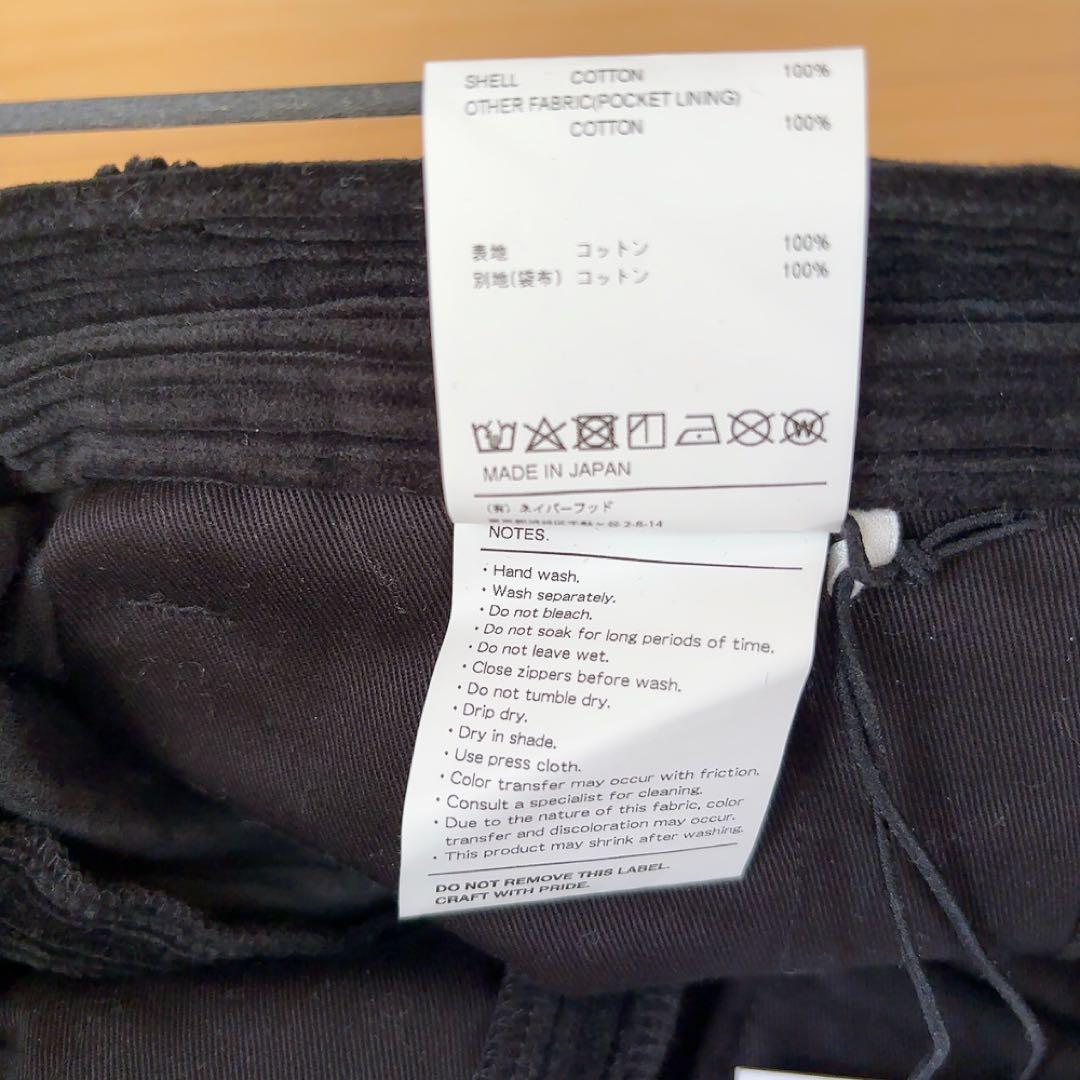 SHELL COTTON 100%
OTHER FABRIC(POCKET LINING)
COTTON 100%
表地 コットン 100%
別地(袋布) コットン 100%
W
MADE IN JAPAN
(有) ネイバーフッド
2-8-14
NOTES.
・Hand wash.
・Wash separately.
・Do not bleach.
・Do not soak for long periods of time.
・Do not leave wet.
・Close zippers before wash.
・Do not tumble dry.
・Drip dry.
・Dry in shade.
・Use press cloth.
・Color transfer may occur with friction.
・Consult a specialist for cleaning.
・Due to the nature of this fabric, color
transfer and discoloration may occur.
・This product may shrink after washing.
DO NOT REMOVE THIS LABEL.
CRAFT WITH PRIDE.